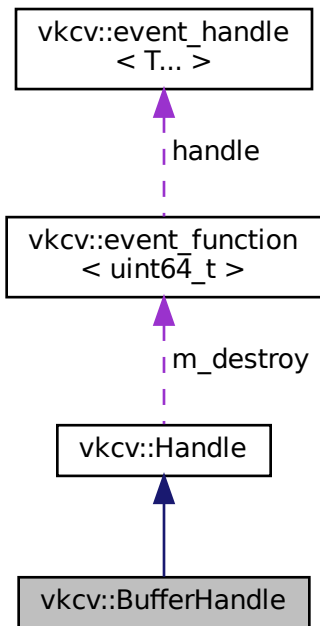 vkcv::event_handle
< T... >
handle
vkcv::event_function
< uint64_t >
m_destroy
vkcv::Handle
vkcv::BufferHandle